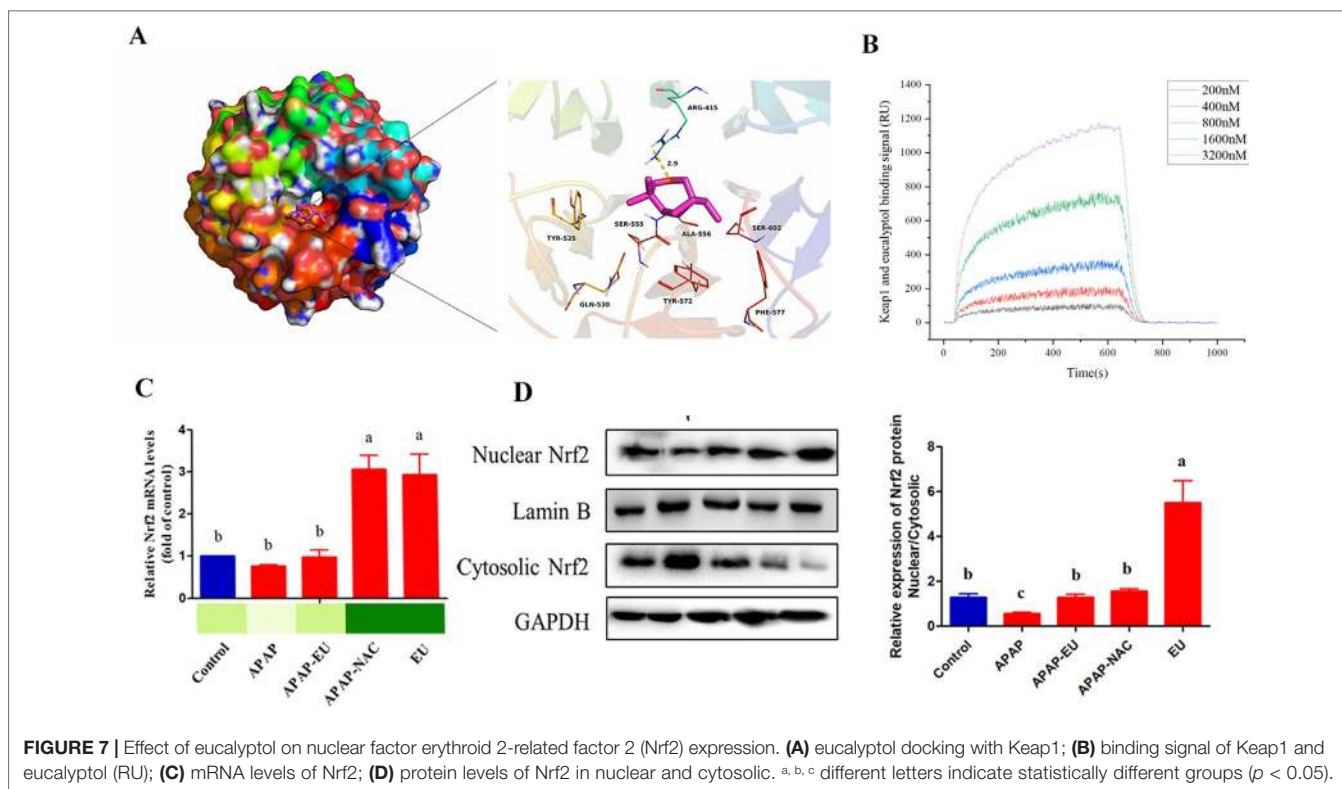 A
ARG-415
2.9
SER-555
ALA-556
SER-602
TYR-525
GLN-530
TYR-572
PHE-577
B
Keap1 and eucalyptol binding signal (RU)
1400
1200
1000
800
600
400
200
0
0 200 400 600 800 1000
Time(s)
200nM
400nM
800nM
1600nM
3200nM
C
Relative Nrf2 mRNA levels
(fold of control)
4
3
2
1
0
b b b a a
Control APAP APAP-EU APAP-NAC EU
D
Nuclear Nrf2
Lamin B
Cytosolic Nrf2
GAPDH
Relative expression of Nrf2 protein
Nuclear/Cytosolic
8
6
4
2
0
b c b b a
Control APAP APAP-EU APAP-NAC EU
FIGURE 7 | Effect of eucalyptol on nuclear factor erythroid 2-related factor 2 (Nrf2) expression. (A) eucalyptol docking with Keap1; (B) binding signal of Keap1 and
eucalyptol (RU); (C) mRNA levels of Nrf2; (D) protein levels of Nrf2 in nuclear and cytosolic. a, b, c different letters indicate statistically different groups (p < 0.05).